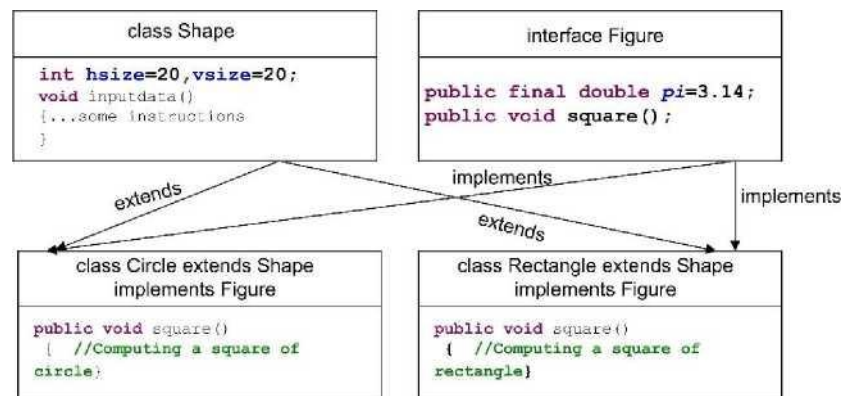 class Shape
int hsize=20,vsize=20;
void inputdata()
{...some instructions
}
interface Figure
public final double pi=3.14;
public void square();
extends
implements
extends
implements
class Circle extends Shape
implements Figure
public void square()
{ //Computing a square of
circle}
class Rectangle extends Shape
implements Figure
public void square()
{ //Computing a square of
rectangle}